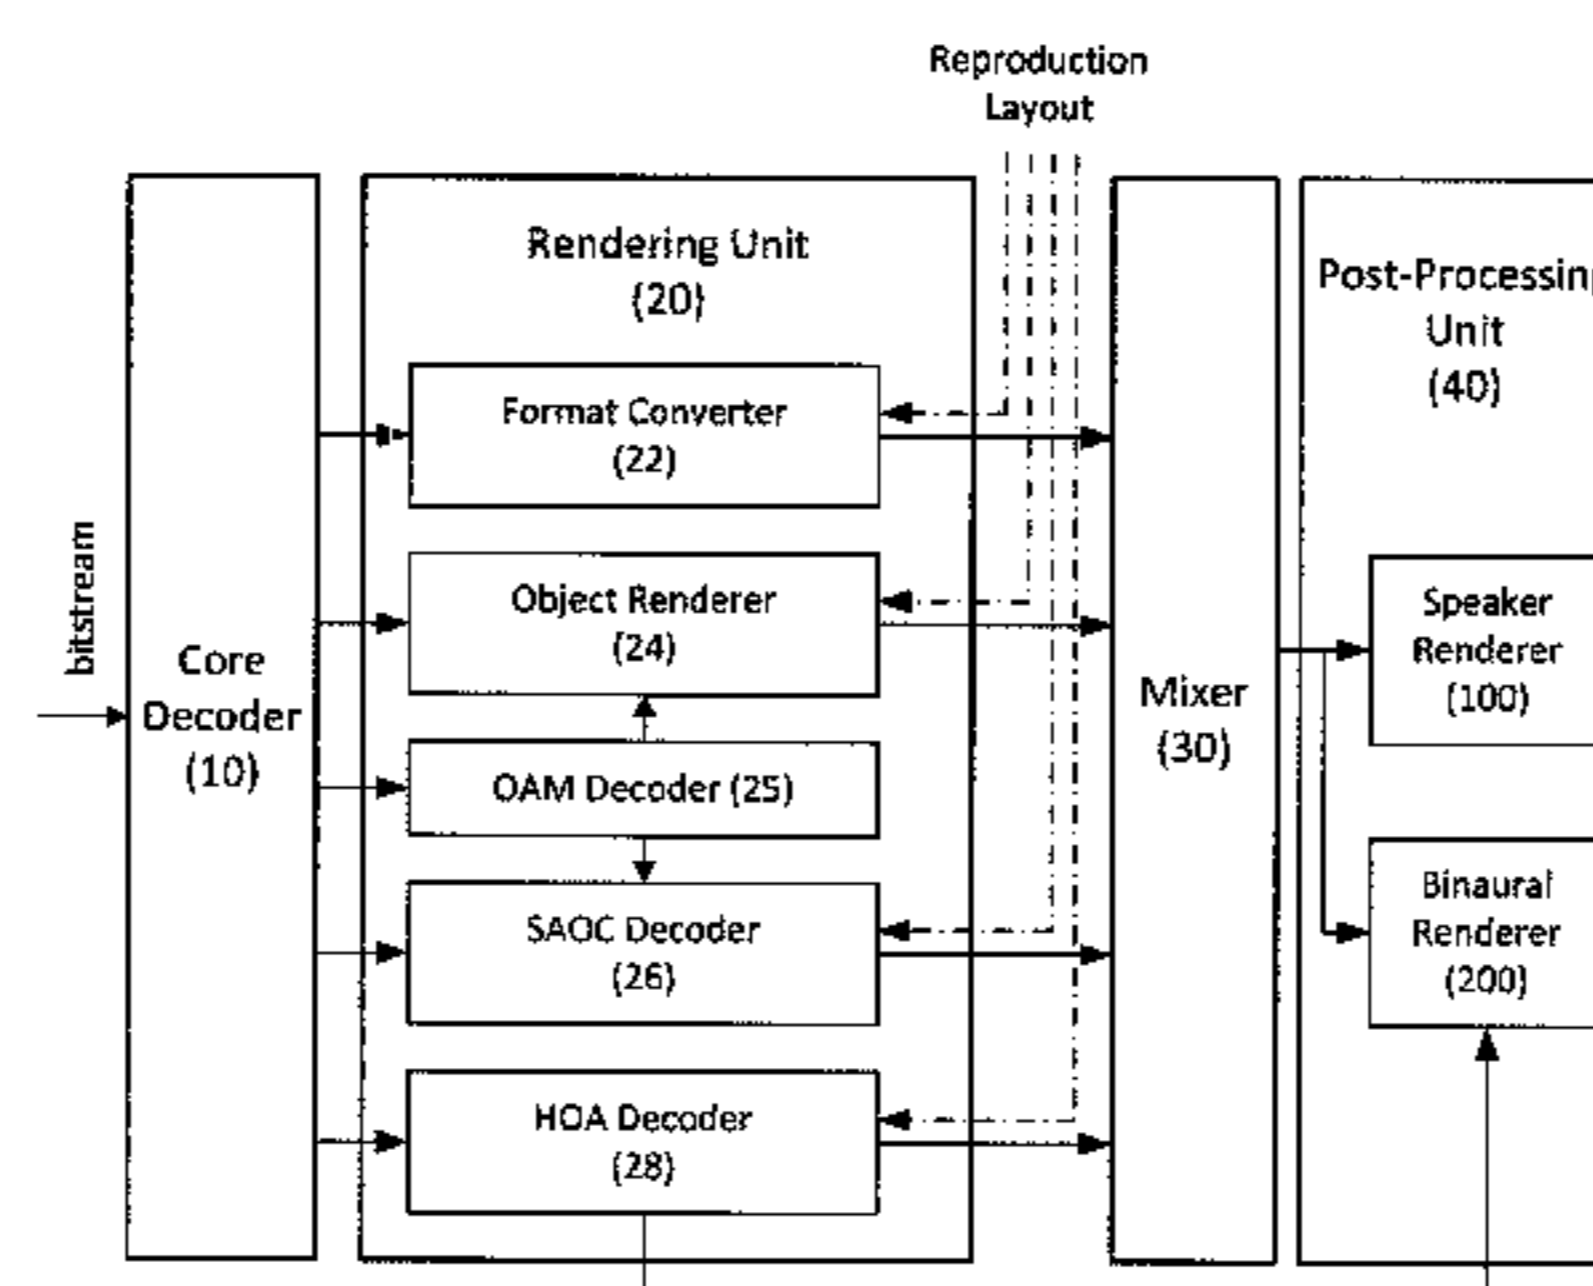 Reproduction
Layout
Rendering Unit
(20)
Post-Processing
Unit
(40)
Format Converter
(22)
bitstream
Core
Decoder
(10)
Object Renderer
(24)
OAM Decoder (25)
SAOC Decoder
(26)
HOA Decoder
(28)
Mixer
(30)
Speaker
Renderer
(100)
Binaural
Renderer
(200)